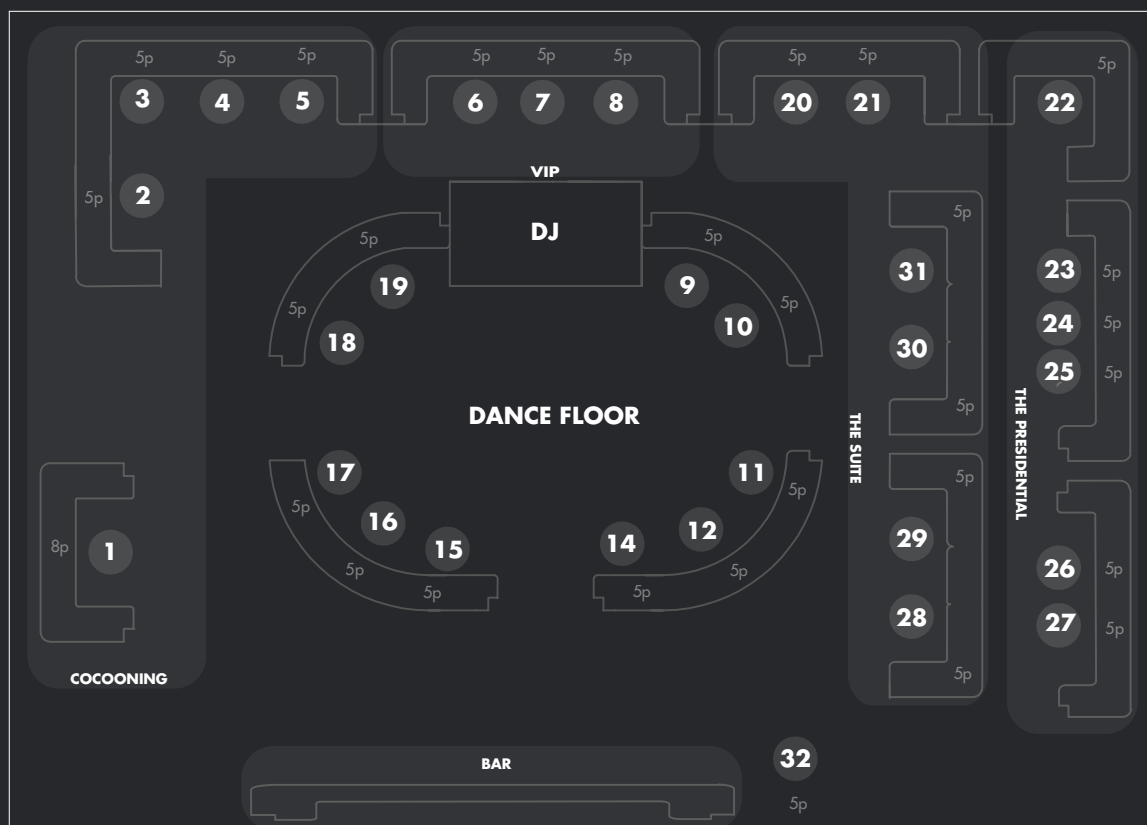 5p 5p 5p 5p 5p 5p 5p 5p 5p
3 4 5 6 7 8 20 21 22
VIP
5p 2
DJ
5p 5p 5p
19 9 31 23 5p
5p 5p
18 10 30 24 5p
25 5p
5p
DANCE FLOOR
THE SUITE
THE PRESIDENTIAL
17 11 5p 5p
5p
16 12 29
8p 1 15 14
5p 5p 26 5p
5p 5p
28 27 5p
5p
COCOONING
BAR
32
5p